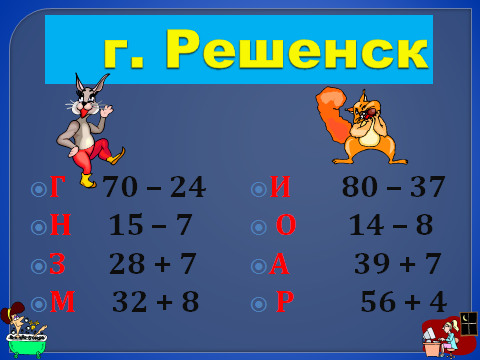 г. Решенск
Г 70 – 24
Н 15 – 7
З 28 + 7
М 32 + 8
И 80 – 37
О 14 – 8
А 39 + 7
Р 56 + 4